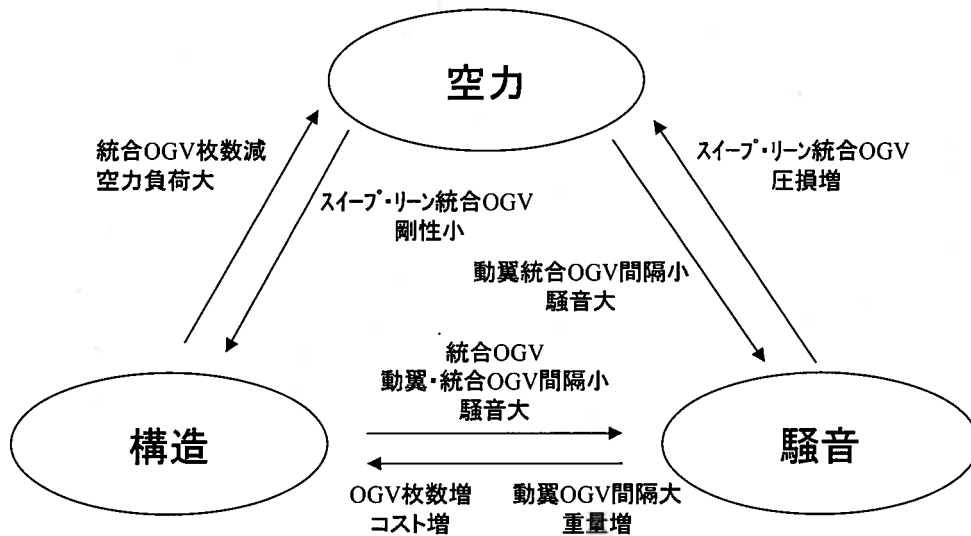 空力
統合OGV枚数減
空力負荷大
スイープ・リーン統合OGV
剛性小
スイープ・リーン統合OGV
圧損増
動翼統合OGV間隔小
騒音大
統合OGV
動翼・統合OGV間隔小
騒音大
構造
騒音
OGV枚数増
コスト増
動翼OGV間隔大
重量増